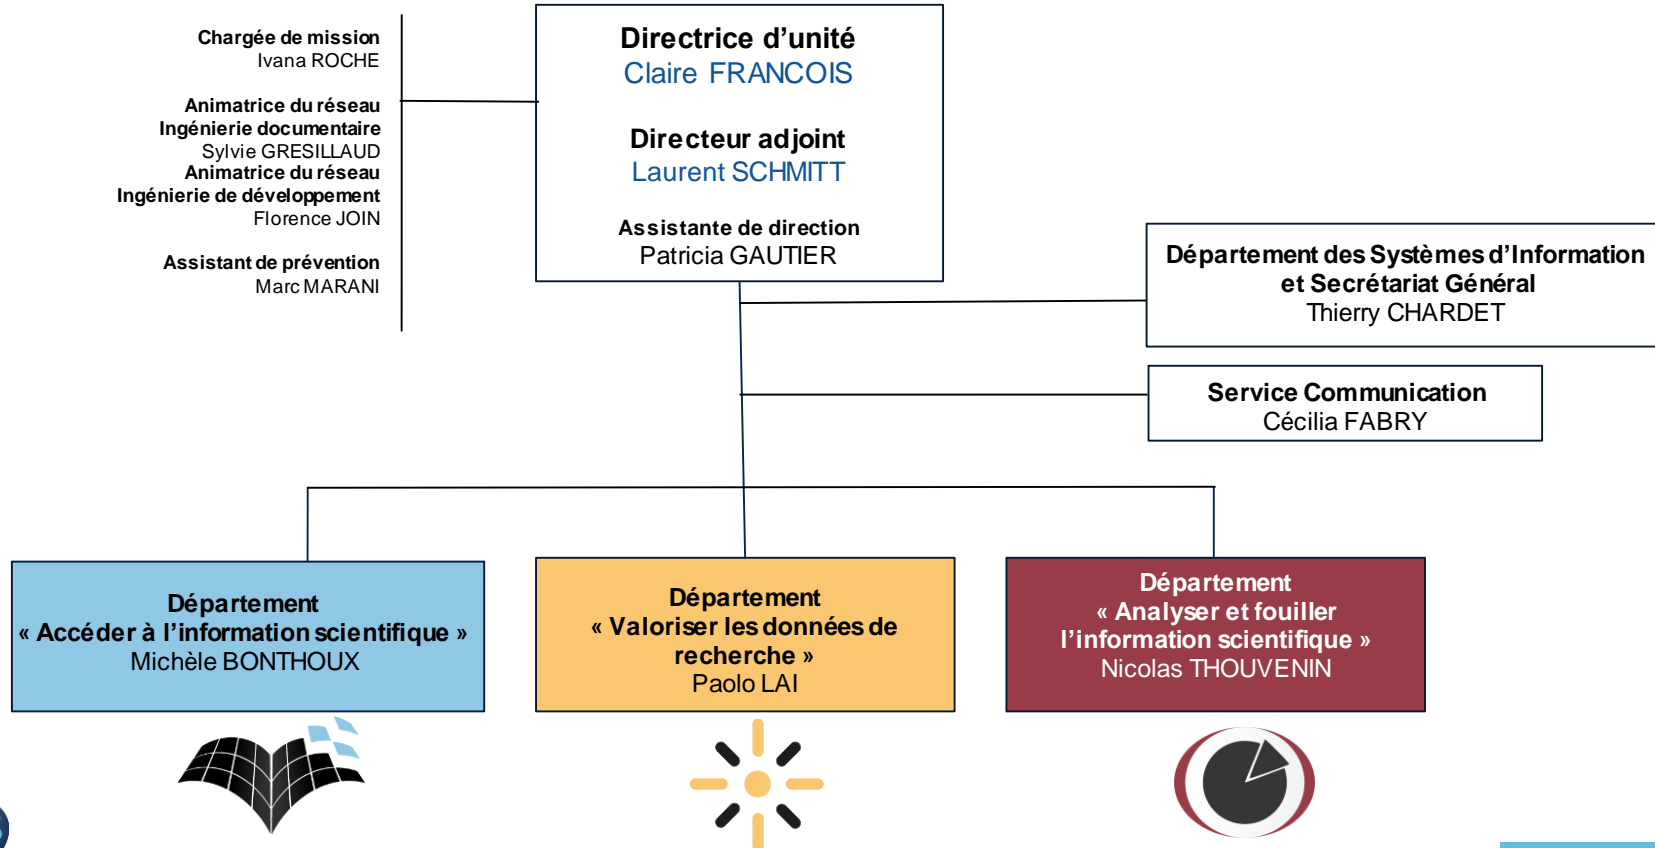 Chargée de mission
Ivana ROCHE
Animatrice du réseau
Ingénierie documentaire
Sylvie GRESILLAUD
Animatrice du réseau
Ingénierie de développement
Florence JOIN
Assistant de prévention
Marc MARANI
Directrice d’unité
Claire FRANCOIS
Directeur adjoint
Laurent SCHMITT
Assistante de direction
Patricia GAUTIER
Département des Systèmes d’Information
et Secrétariat Général
Thierry CHARDET
Service Communication
Cécilia FABRY
Département
« Accéder à l’information scientifique »
Michèle BONTHOUX
Département
« Valoriser les données de
recherche »
Paolo LAI
Département
« Analyser et fouiller
l’information scientifique »
Nicolas THOUVENIN